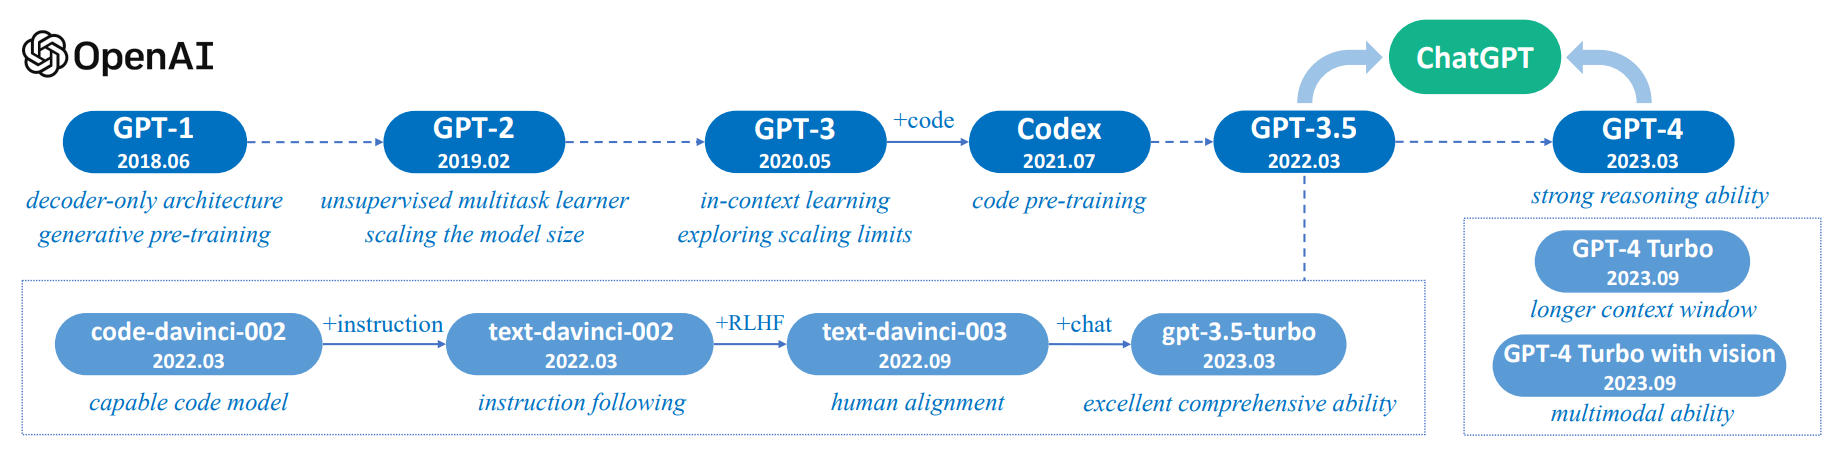 OpenAI
ChatGPT
GPT-1
2018.06
decoder-only architecture
generative pre-training
GPT-2
2019.02
unsupervised multitask learner
scaling the model size
GPT-3
2020.05
in-context learning
exploring scaling limits
+code
Codex
2021.07
code pre-training
GPT-3.5
2022.03
GPT-4
2023.03
strong reasoning ability
code-davinci-002
2022.03
capable code model
+instruction
text-davinci-002
2022.03
instruction following
+RLHF
text-davinci-003
2022.09
human alignment
+chat
gpt-3.5-turbo
2023.03
excellent comprehensive ability
GPT-4 Turbo
2023.09
longer context window
GPT-4 Turbo with vision
2023.09
multimodal ability